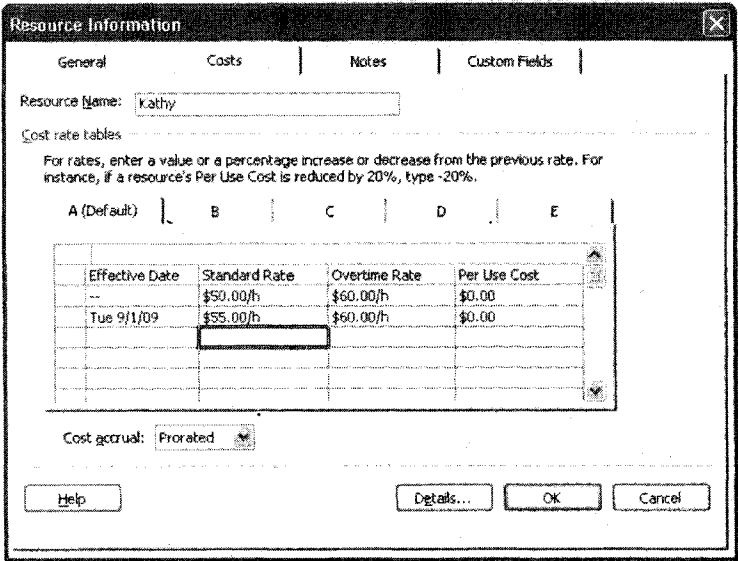 Resource Information
General Costs Notes Custom Fields
Resource Name: Kathy
Cost rate tables
For rates, enter a value or a percentage increase or decrease from the previous rate. For
instance, if a resource's Per Use Cost is reduced by 20%, type -20%.
A (Default) B C D E
Effective Date Standard Rate Overtime Rate Per Use Cost
-- $50.00/h $60.00/h $0.00
Tue 9/1/09 $55.00/h $60.00/h $0.00
Cost accrual: Prorated
Help Details... OK Cancel